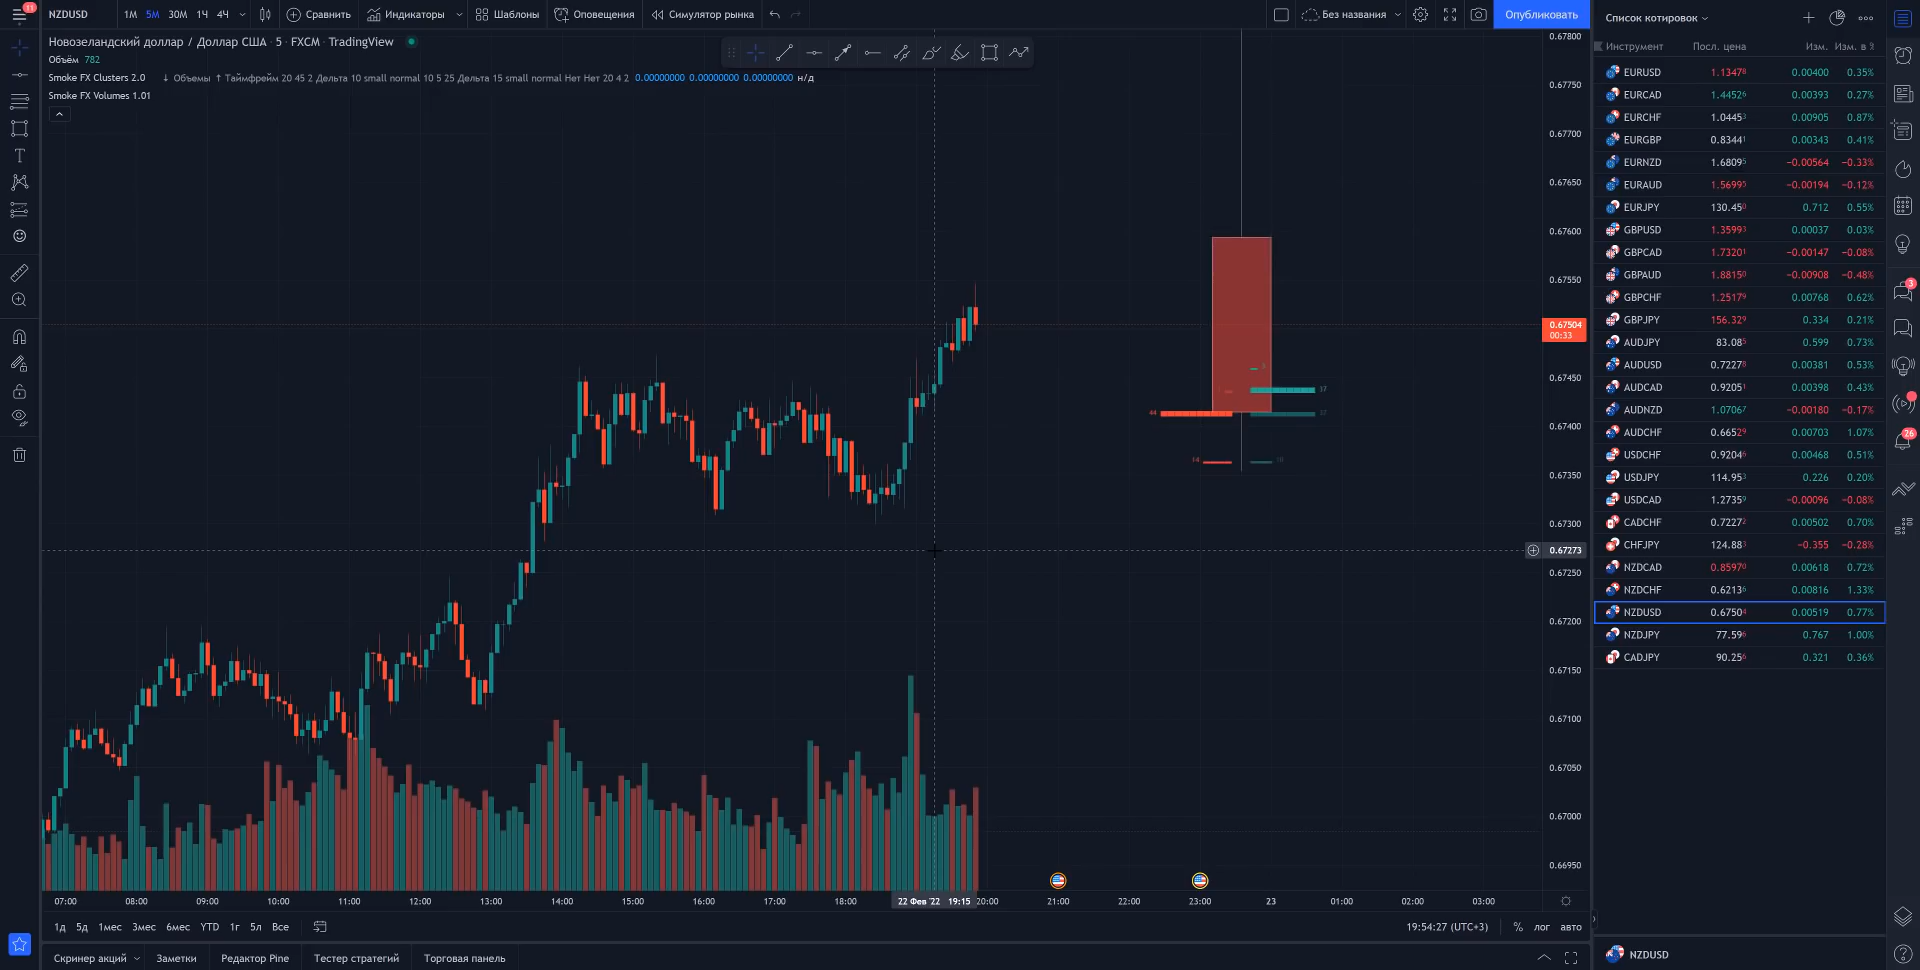 11
NZDUSD
1М 5М 30М 1Ч 4Ч
Сравнить
Индикаторы
Шаблоны
Оповещения
Симулятор рынка
Без названия
Опубликовать
Новозеландский доллар / Доллар США · 5 · FXCM · TradingView
Объём 782
Smoke FX Clusters 2.0 ↓ Объемы ↑ Таймфрейм 20 45 2 Дельта 10 small normal 10 5 25 Дельта 15 small normal Нет Нет 20 4 2 0.00000000 0.00000000 0.00000000 н/д
Smoke FX Volumes 1.01
0.67800
0.67750
0.67700
0.67650
0.67600
0.67550
0.67504
00:33
0.67450
0.67400
0.67350
0.67300
0.67273
0.67250
0.67200
0.67150
0.67100
0.67050
0.67000
0.66950
37
44
14
07:00 08:00 09:00 10:00 11:00 12:00 13:00 14:00 15:00 16:00 17:00 18:00 22 Фев '22 19:15 20:00 21:00 22:00 23:00 23 01:00 02:00 03:00
1д 5д 1мес 3мес 6мес YTD 1г 5л Все
19:54:27 (UTC+3) % лог авто
Скринер акций Заметки Редактор Pine Тестер стратегий Торговая панель
Список котировок
Инструмент Посл. цена Изм. Изм. в %
EURUSD 1.13478 0.00400 0.35%
EURCAD 1.44526 0.00393 0.27%
EURCHF 1.04453 0.00905 0.87%
EURGBP 0.83441 0.00343 0.41%
EURNZD 1.68095 −0.00564 −0.33%
EURAUD 1.56995 −0.00194 −0.12%
EURJPY 130.450 0.712 0.55%
GBPUSD 1.35993 0.00037 0.03%
GBPCAD 1.73201 −0.00147 −0.08%
GBPAUD 1.88150 −0.00908 −0.48%
GBPCHF 1.25179 0.00768 0.62%
GBPJPY 156.329 0.334 0.21%
AUDJPY 83.085 0.599 0.73%
AUDUSD 0.72278 0.00381 0.53%
AUDCAD 0.92051 0.00398 0.43%
AUDNZD 1.07067 −0.00180 −0.17%
AUDCHF 0.66529 0.00703 1.07%
USDCHF 0.92046 0.00468 0.51%
USDJPY 114.953 0.226 0.20%
USDCAD 1.27359 −0.00096 −0.08%
CADCHF 0.72272 0.00502 0.70%
CHFJPY 124.883 −0.355 −0.28%
NZDCAD 0.85970 0.00618 0.72%
NZDCHF 0.62136 0.00816 1.33%
NZDUSD 0.67504 0.00519 0.77%
NZDJPY 77.596 0.767 1.00%
CADJPY 90.256 0.321 0.36%
NZDUSD
3
26